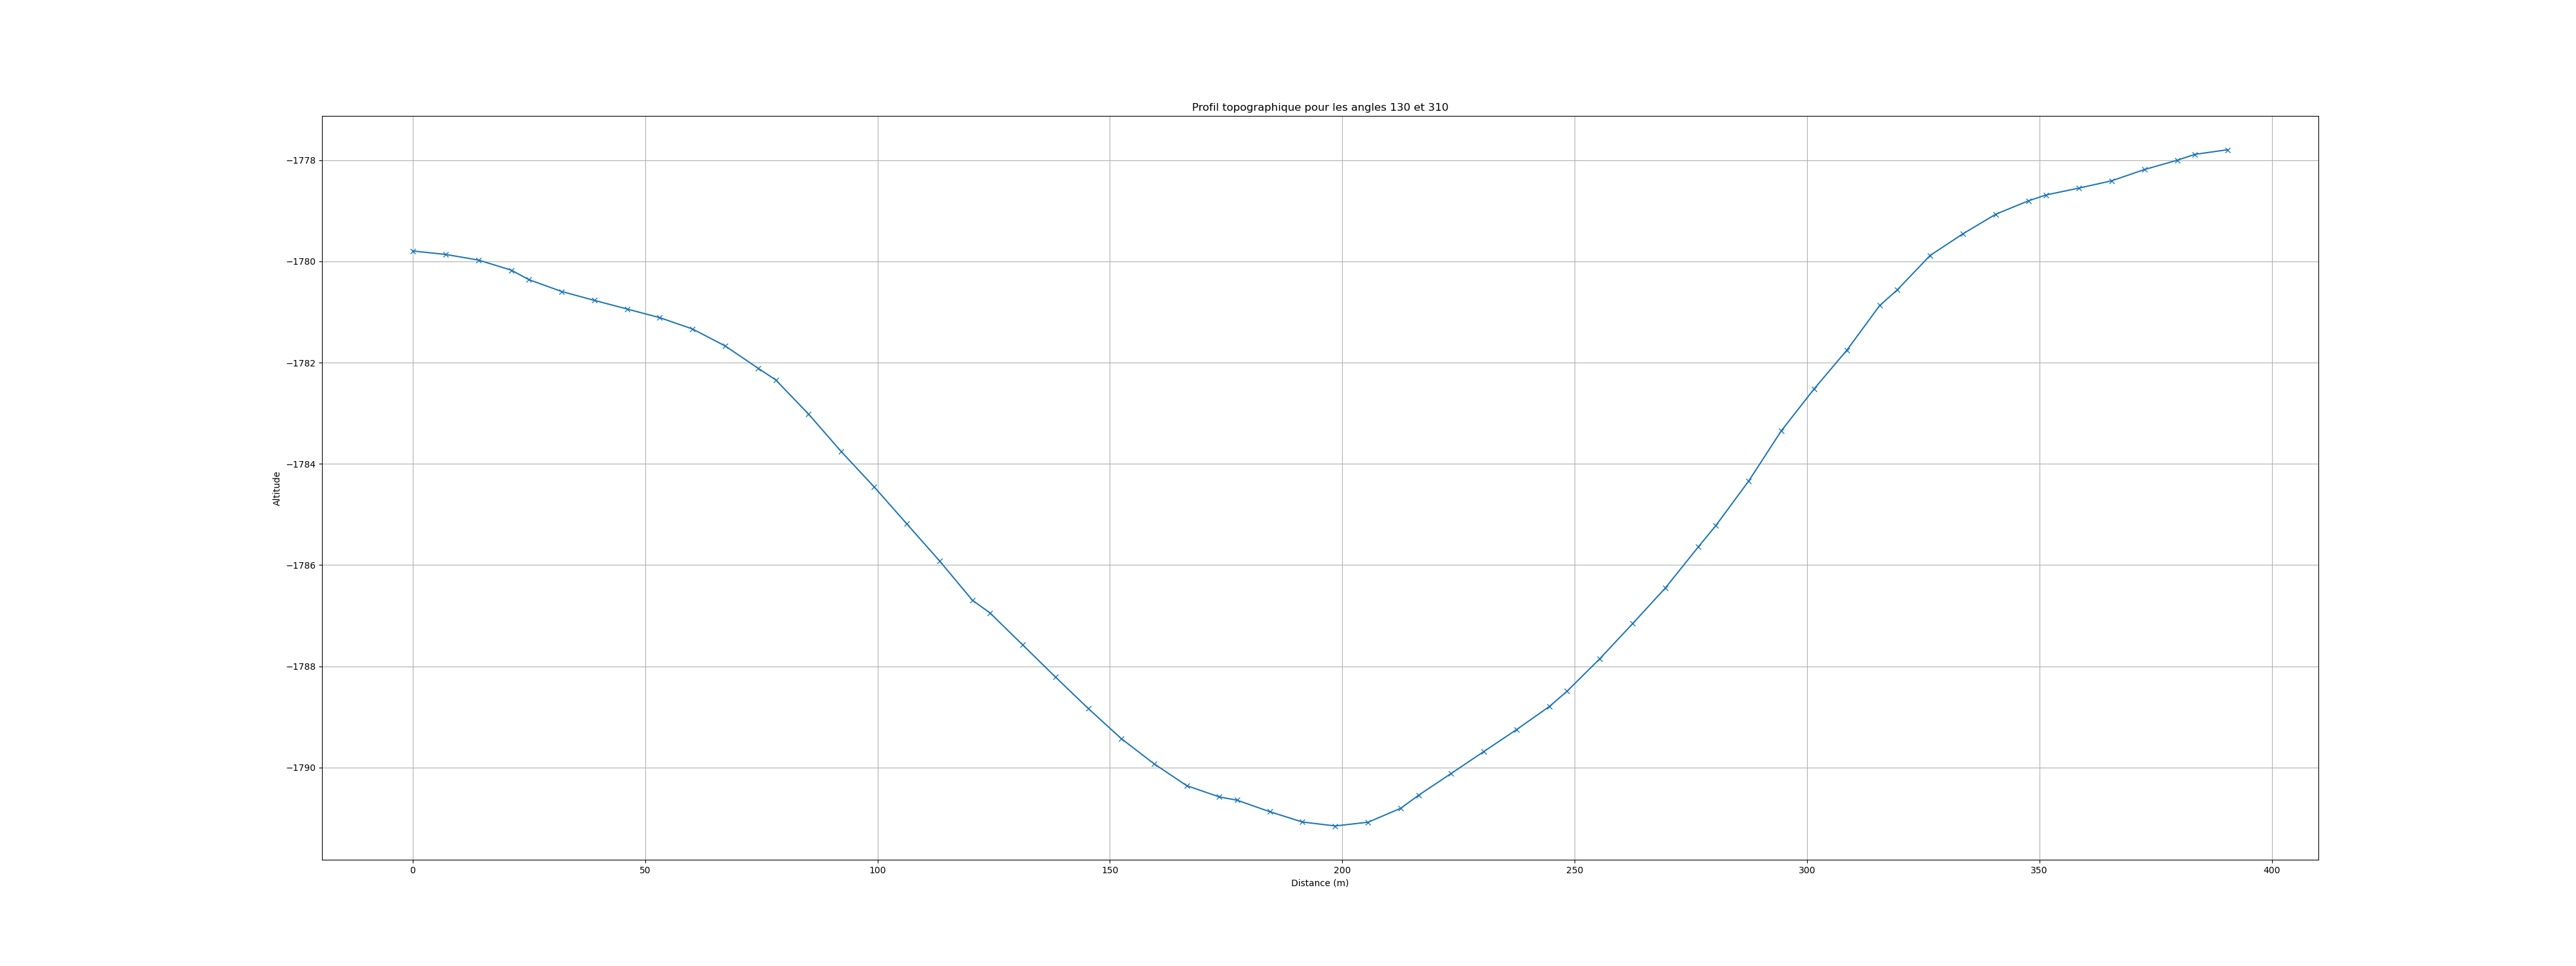 Profil topographique pour les angles 130 et 310
−1778
−1780
−1782
−1784
−1786
−1788
−1790
Altitude
0 50 100 150 200 250 300 350 400
Distance (m)